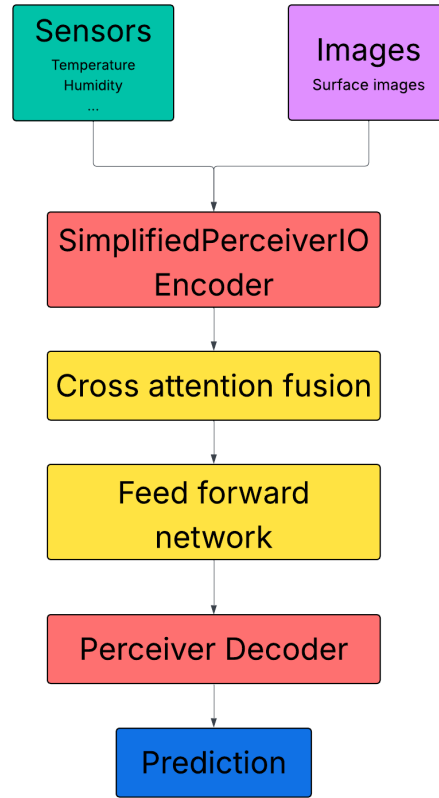 Sensors
Temperature
Humidity
...
Images
Surface images
SimplifiedPerceiverIO
Encoder
Cross attention fusion
Feed forward
network
Perceiver Decoder
Prediction